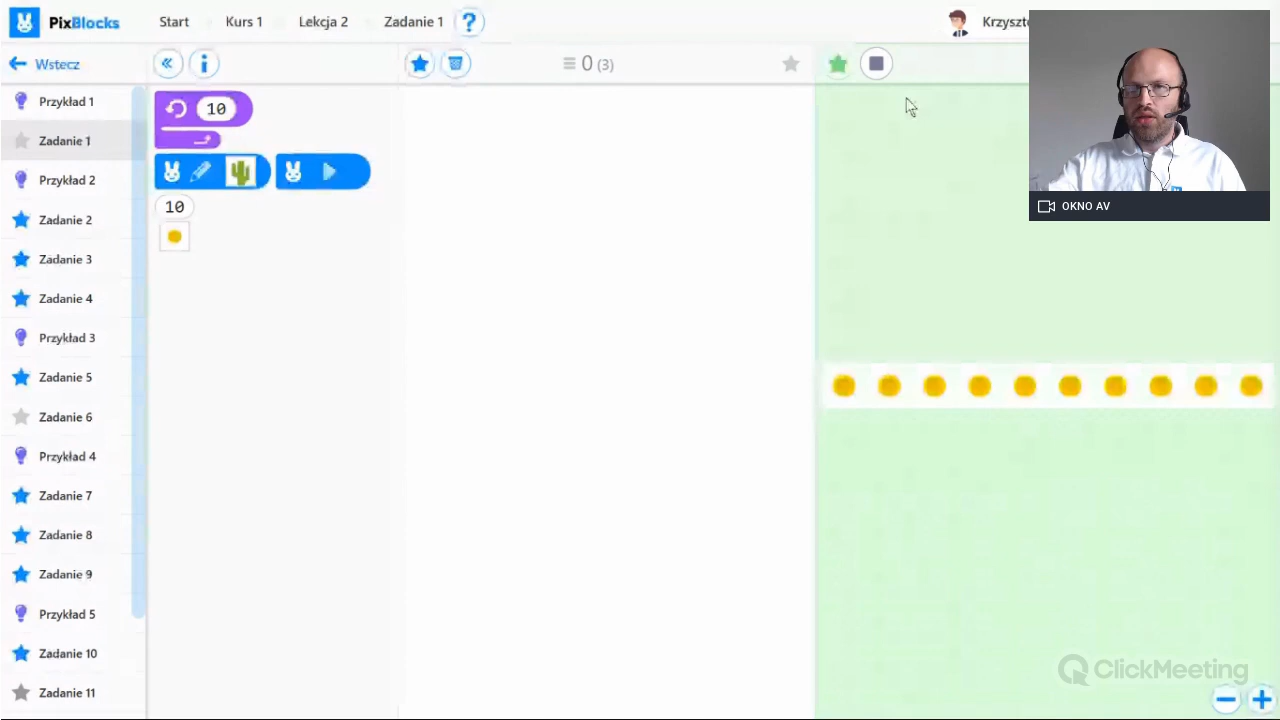 PixBlocks
Start
Kurs 1
Lekcja 2
Zadanie 1
?
Krzyszt
Wstecz
0 (3)
OKNO AV
Przykład 1
Zadanie 1
Przykład 2
Zadanie 2
Zadanie 3
Zadanie 4
Przykład 3
Zadanie 5
Zadanie 6
Przykład 4
Zadanie 7
Zadanie 8
Zadanie 9
Przykład 5
Zadanie 10
Zadanie 11
10
10
ClickMeeting